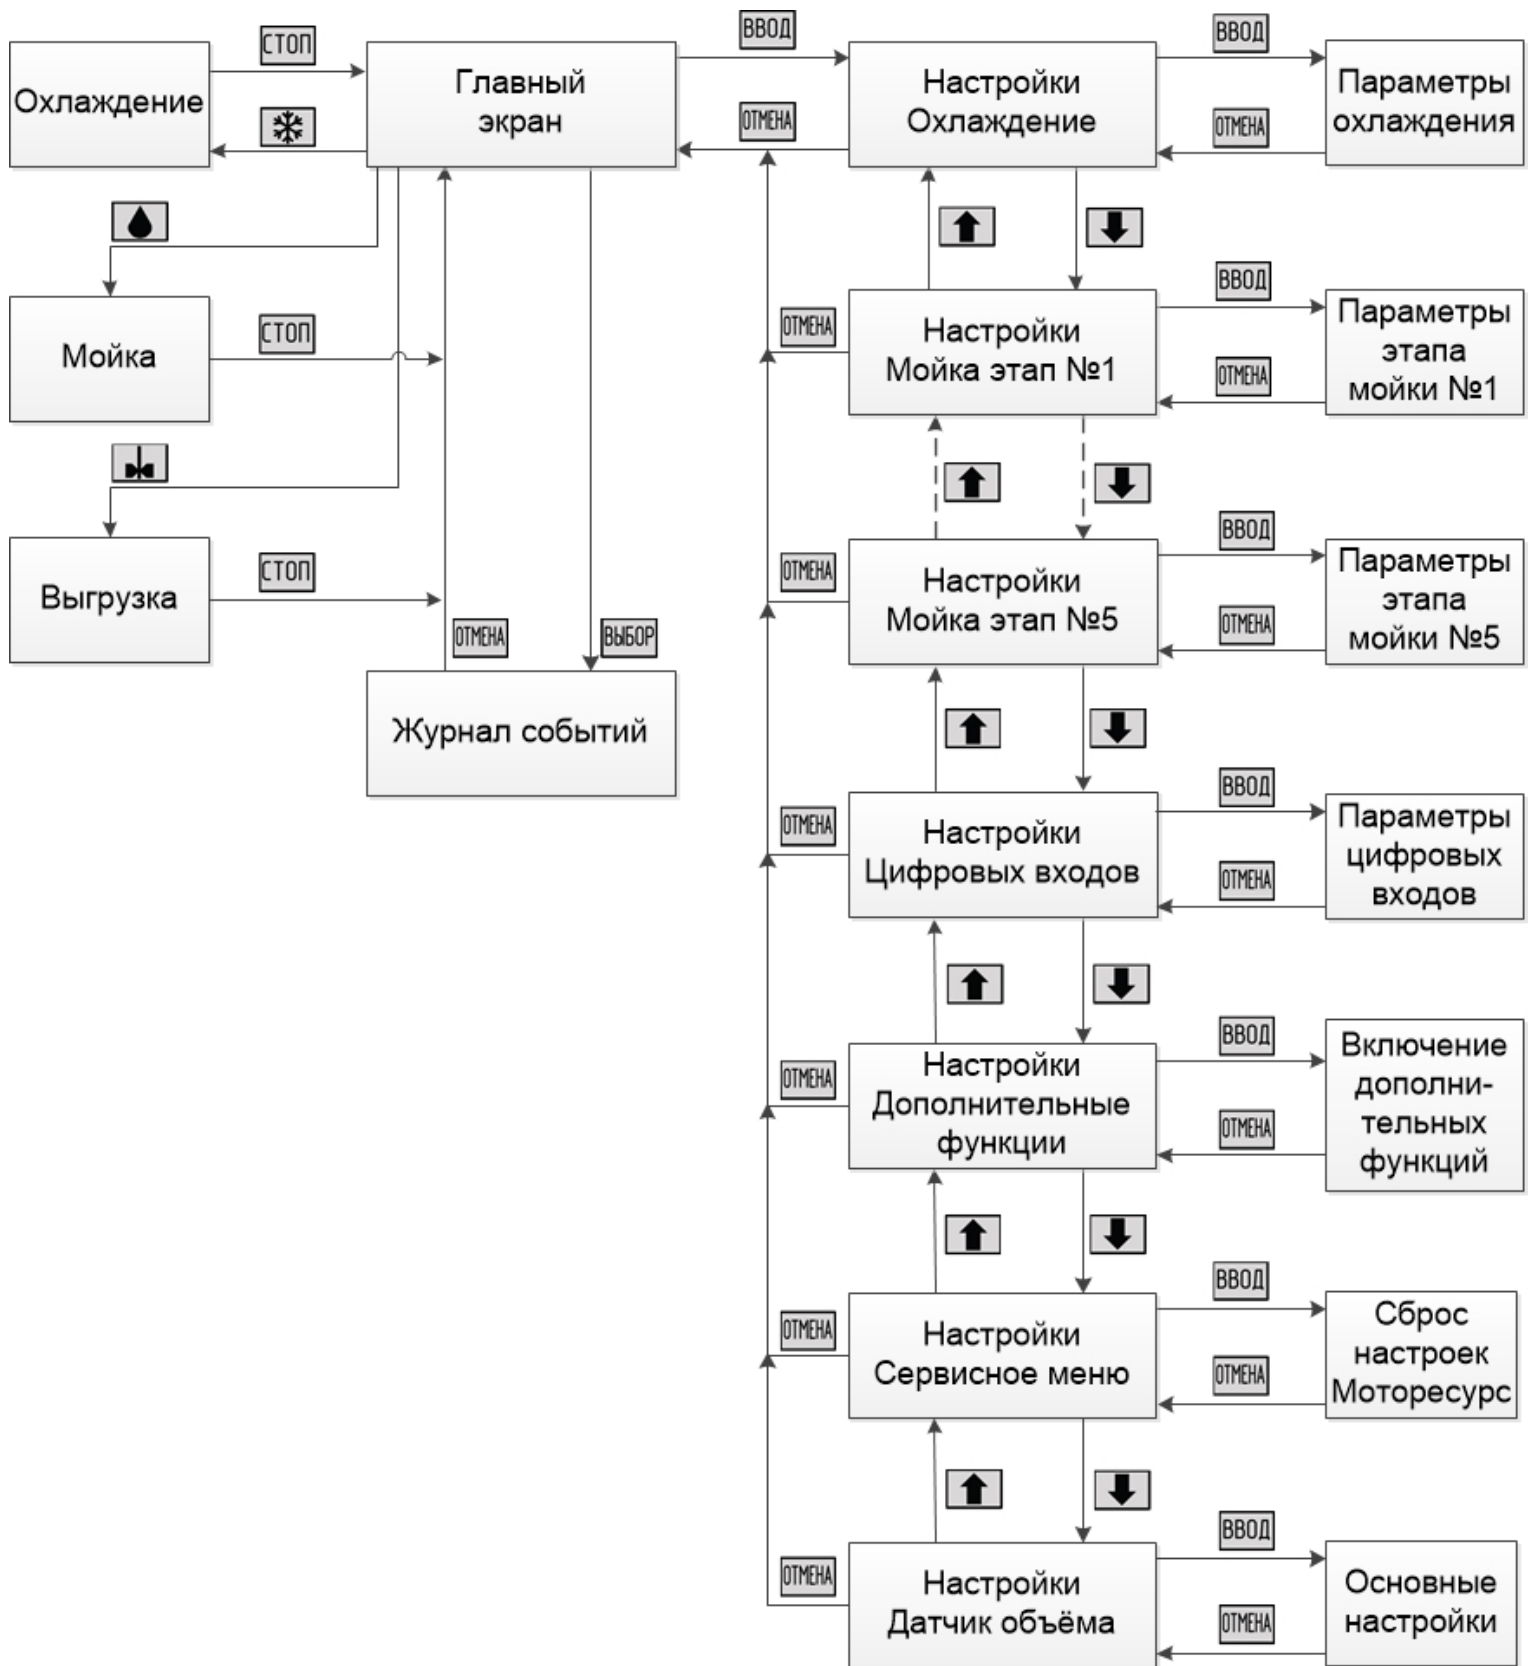 СТОП
ВВОД
ВВОД
Охлаждение
Главный
экран
Настройки
Охлаждение
Параметры
охлаждения
ОТМЕНА
ОТМЕНА
Мойка
СТОП
ОТМЕНА
Настройки
Мойка этап №1
ВВОД
ОТМЕНА
Параметры
этапа
мойки №1
Выгрузка
СТОП
ОТМЕНА
Настройки
Мойка этап №5
ВВОД
ОТМЕНА
Параметры
этапа
мойки №5
ОТМЕНА
ВЫБОР
Журнал событий
ОТМЕНА
Настройки
Цифровых входов
ВВОД
ОТМЕНА
Параметры
цифровых
входов
ОТМЕНА
Настройки
Дополнительные
функции
ВВОД
ОТМЕНА
Включение
дополни-
тельных
функций
ОТМЕНА
Настройки
Сервисное меню
ВВОД
ОТМЕНА
Сброс
настроек
Моторесурс
ОТМЕНА
Настройки
Датчик объёма
ВВОД
ОТМЕНА
Основные
настройки